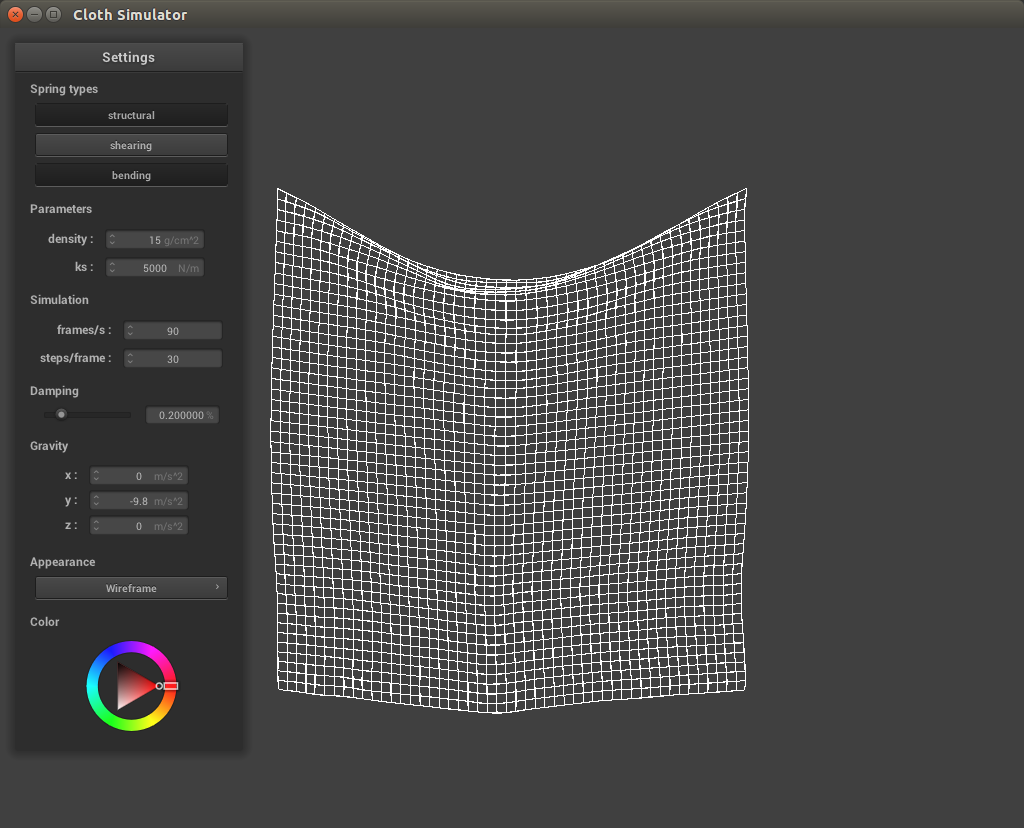 Cloth Simulator
Settings
Spring types
structural
shearing
bending
Parameters
density : 15 g/cm^2
ks : 5000 N/m
Simulation
frames/s : 90
steps/frame : 30
Damping
0.200000 %
Gravity
x : 0 m/s^2
y : -9.8 m/s^2
z : 0 m/s^2
Appearance
Wireframe
Color